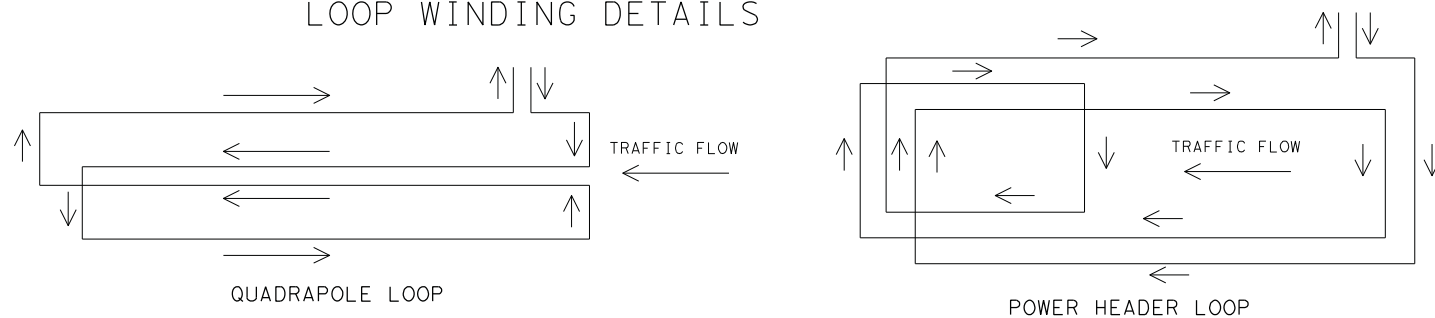 LOOP WINDING DETAILS
TRAFFIC FLOW
TRAFFIC FLOW
QUADRAPOLE LOOP
POWER HEADER LOOP